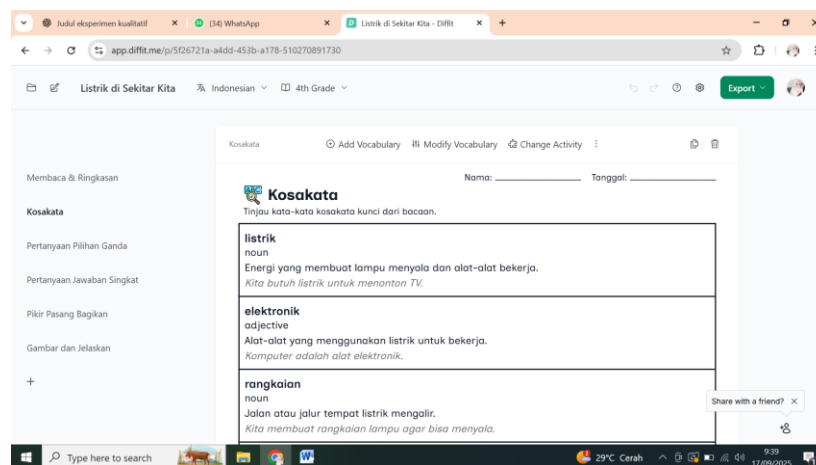 Judul eksperimen kualitatif
(34) WhatsApp
Listrik di Sekitar Kita - Diffit
app.diffit.me/p/5f26721a-a4dd-453b-a178-510270891730
Listrik di Sekitar Kita
Indonesian
4th Grade
Export
Kosakata
Add Vocabulary
Modify Vocabulary
Change Activity
Membaca & Ringkasan
Kosakata
Pertanyaan Pilihan Ganda
Pertanyaan Jawaban Singkat
Pikir Pasang Bagikan
Gambar dan Jelaskan
Nama: ____________ Tanggal: ____________
Kosakata
Tinjau kata-kata kosakata kunci dari bacaan.
listrik
noun
Energi yang membuat lampu menyala dan alat-alat bekerja.
Kita butuh listrik untuk menonton TV.
elektronik
adjective
Alat-alat yang menggunakan listrik untuk bekerja.
Komputer adalah alat elektronik.
rangkaian
noun
Jalan atau jalur tempat listrik mengalir.
Kita membuat rangkaian lampu agar bisa menyala.
Share with a friend?
Type here to search
29°C Cerah
9:39
17/09/2025